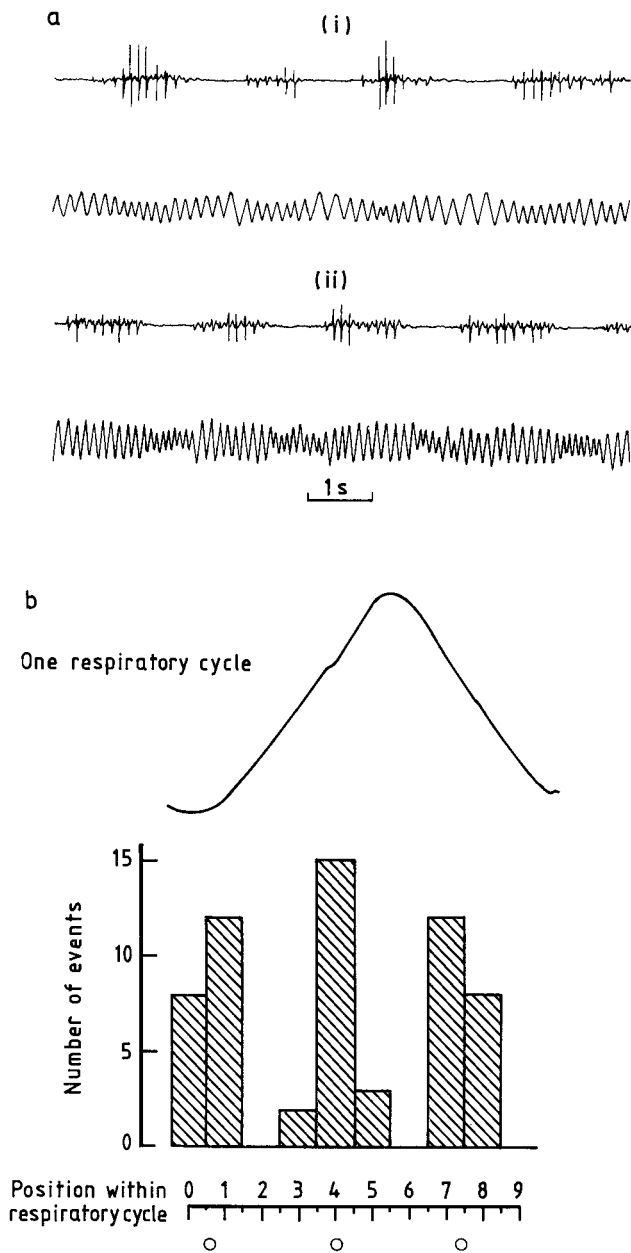 a
(i)
(ii)
1s
b
One respiratory cycle
15
10
5
0
Number of events
Position within respiratory cycle
0 1 2 3 4 5 6 7 8 9